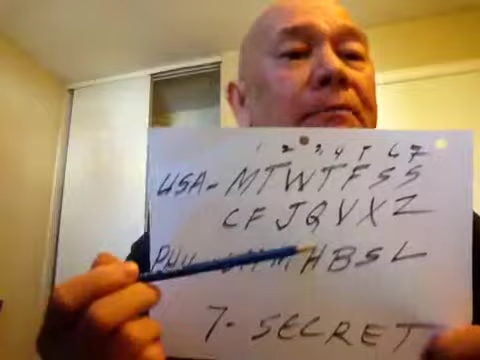 1 2 3 4 5 6 7
USA- MTWTFSS
CFJQVXZ
HBSL
7- SECRET